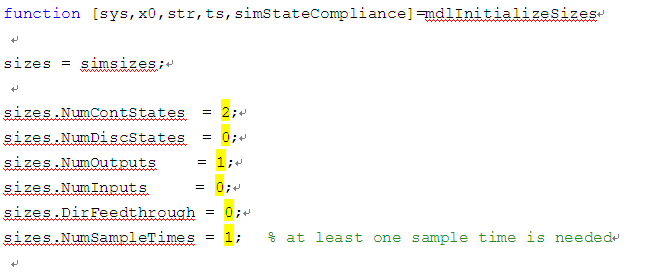 function [sys,x0,str,ts,simStateCompliance]=mdlInitializeSizes
sizes = simsizes;
sizes.NumContStates  = 2;
sizes.NumDiscStates  = 0;
sizes.NumOutputs     = 1;
sizes.NumInputs      = 0;
sizes.DirFeedthrough = 0;
sizes.NumSampleTimes = 1;   % at least one sample time is needed